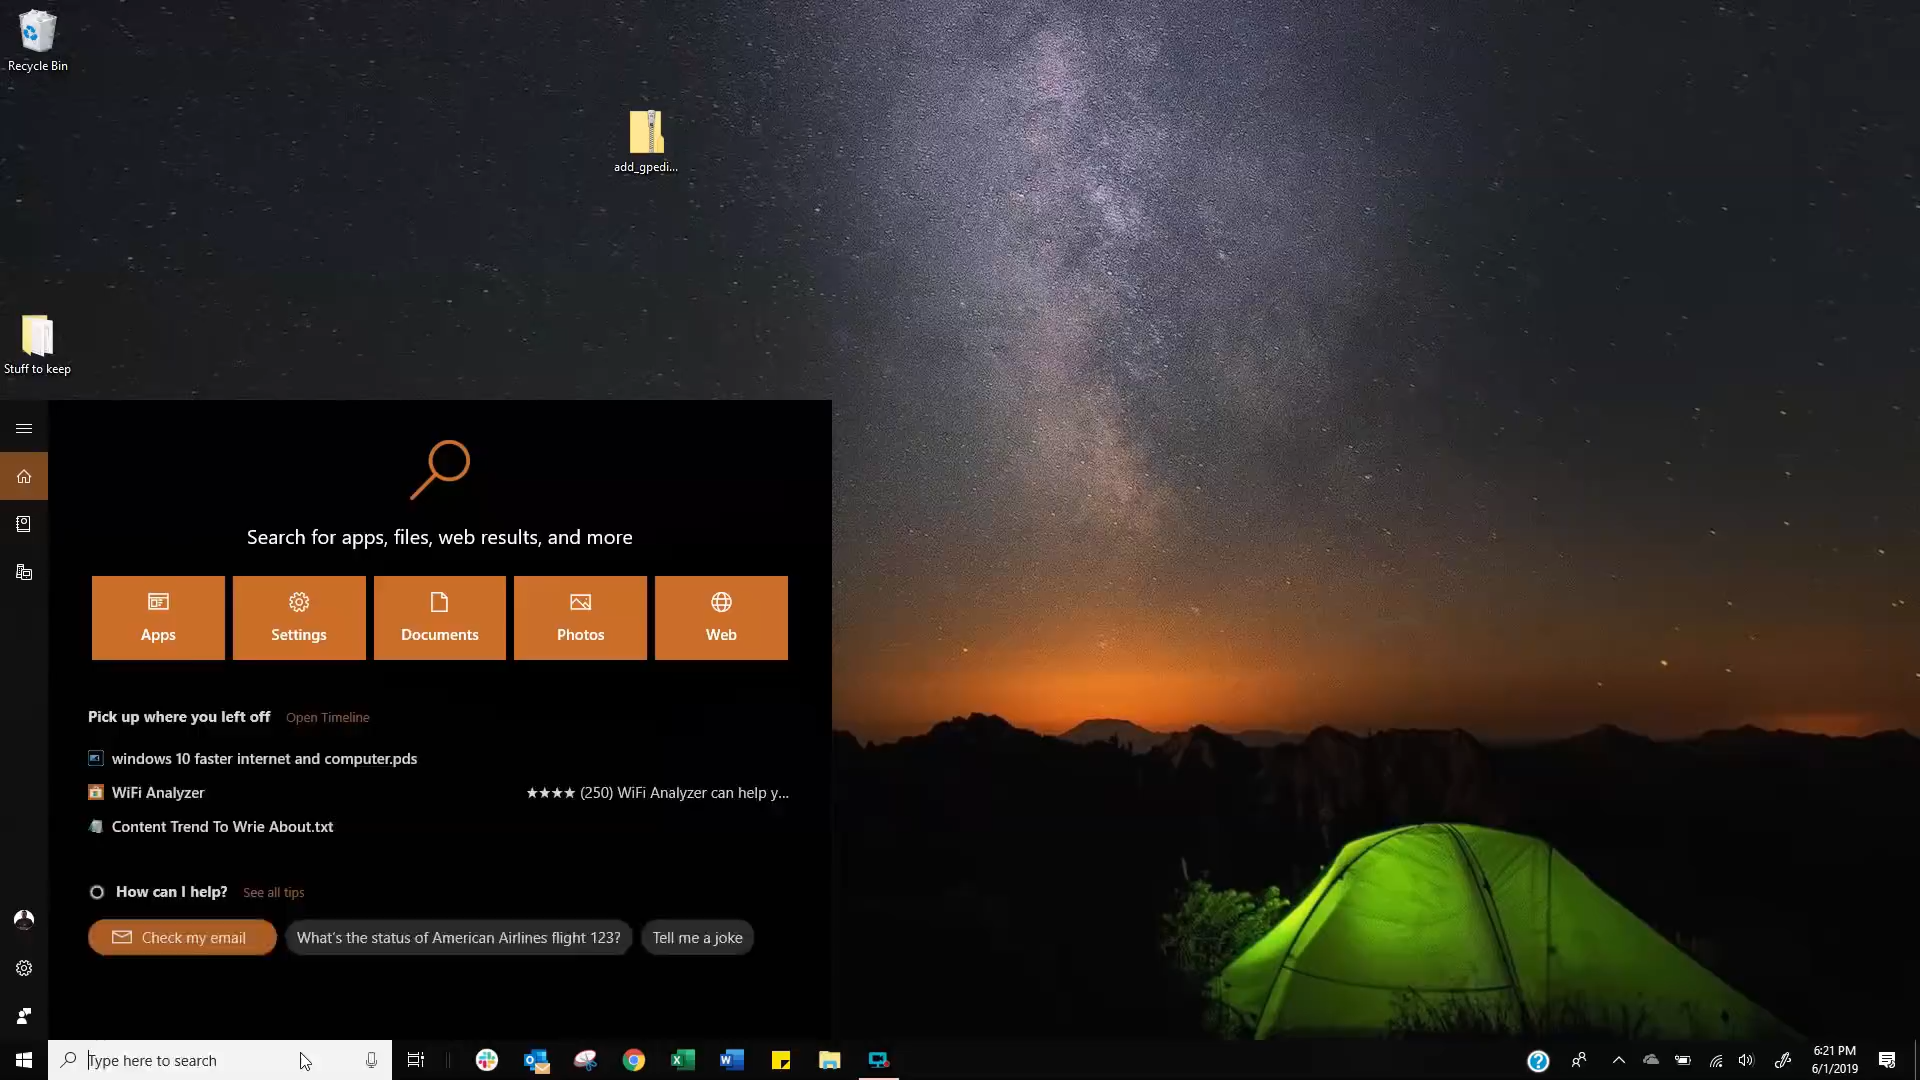 Recycle Bin
add_gpedi...
Stuff to keep
Search for apps, files, web results, and more
Apps
Settings
Documents
Photos
Web
Pick up where you left off Open Timeline
windows 10 faster internet and computer.pds
WiFi Analyzer ★★★★ (250) WiFi Analyzer can help y...
Content Trend To Wrie About.txt
How can I help? See all tips
Check my email
What's the status of American Airlines flight 123?
Tell me a joke
Type here to search
6:21 PM
6/1/2019